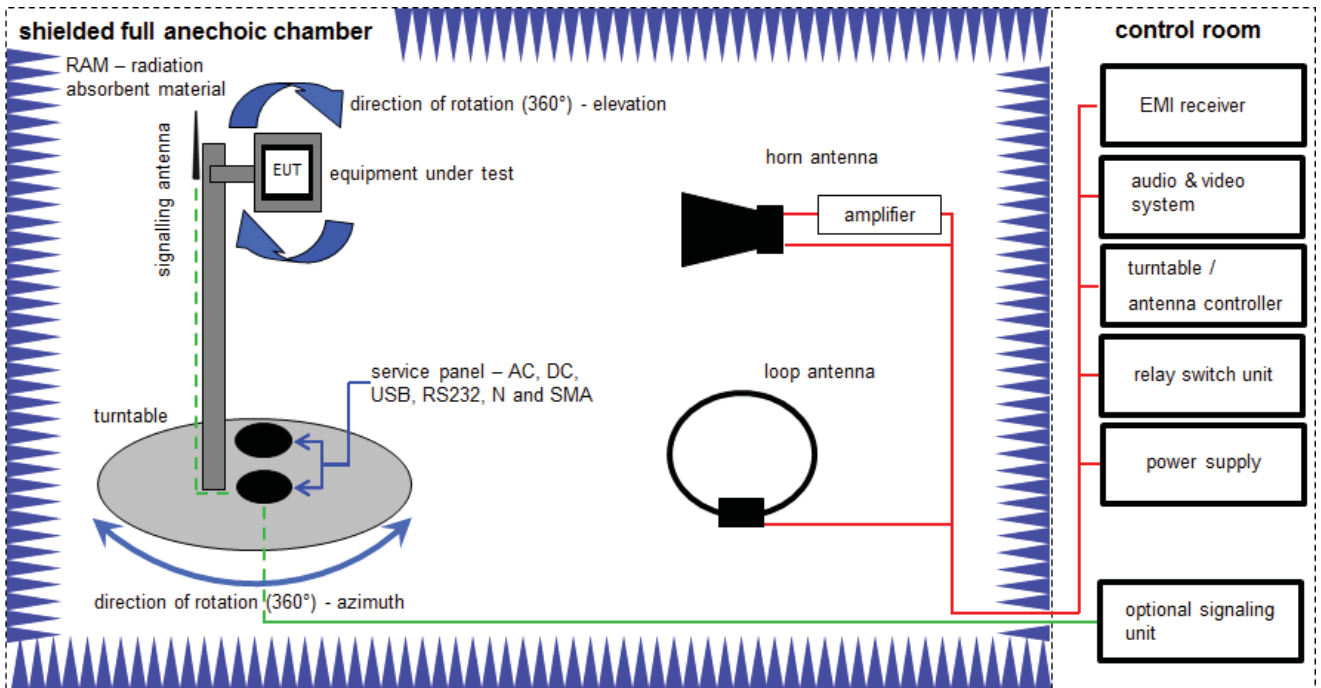 shielded full anechoic chamber
control room
RAM – radiation
absorbent material
direction of rotation (360°) - elevation
signalling antenna
EUT
equipment under test
horn antenna
amplifier
service panel – AC, DC,
USB, RS232, N and SMA
loop antenna
turntable
direction of rotation (360°) - azimuth
EMI receiver
audio & video
system
turntable /
antenna controller
relay switch unit
power supply
optional signaling
unit